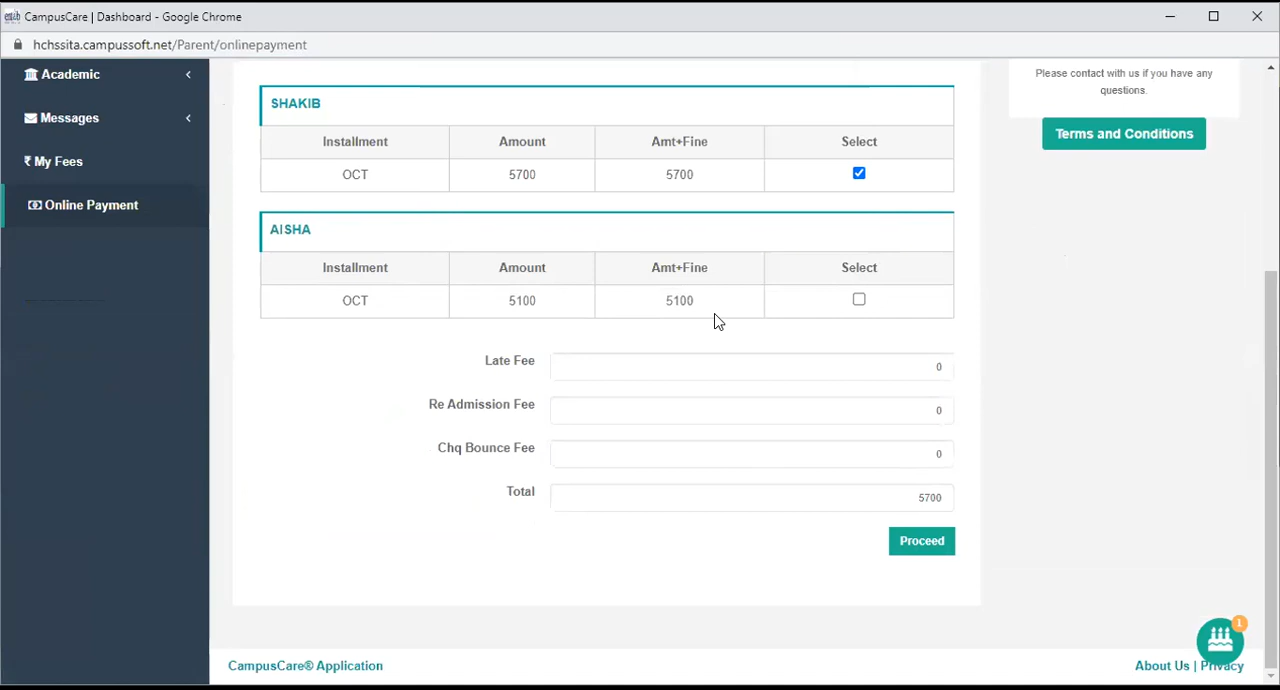 CampusCare | Dashboard - Google Chrome
hchssita.campussoft.net/Parent/onlinepayment
Academic
Messages
₹ My Fees
Online Payment
Please contact with us if you have any
questions.
Terms and Conditions
SHAKIB
Installment Amount Amt+Fine Select
OCT 5700 5700
AISHA
Installment Amount Amt+Fine Select
OCT 5100 5100
Late Fee 0
Re Admission Fee 0
Chq Bounce Fee 0
Total 5700
Proceed
1
CampusCare® Application
About Us | Privacy